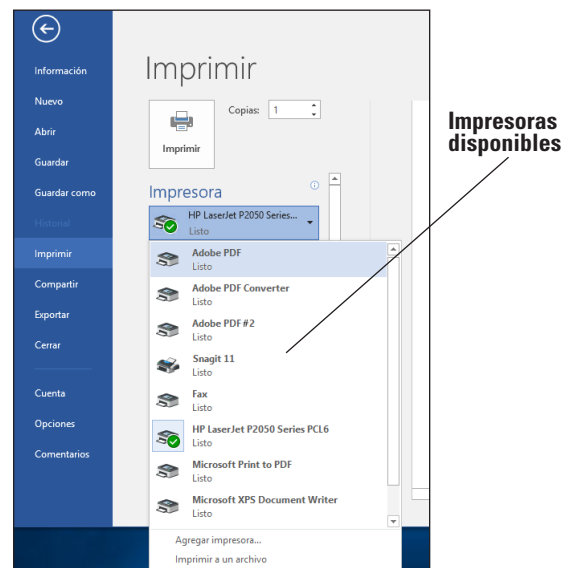 Información
Nuevo
Abrir
Guardar
Guardar como
Historial
Imprimir
Compartir
Exportar
Cerrar
Cuenta
Opciones
Comentarios
Imprimir
Copias: 1
Imprimir
Impresora
HP LaserJet P2050 Series...
Listo
Adobe PDF
Listo
Adobe PDF Converter
Listo
Adobe PDF#2
Listo
Snagit 11
Listo
Fax
Listo
HP LaserJet P2050 Series PCL6
Listo
Microsoft Print to PDF
Listo
Microsoft XPS Document Writer
Listo
Agregar impresora...
Imprimir a un archivo
Impresoras
disponibles